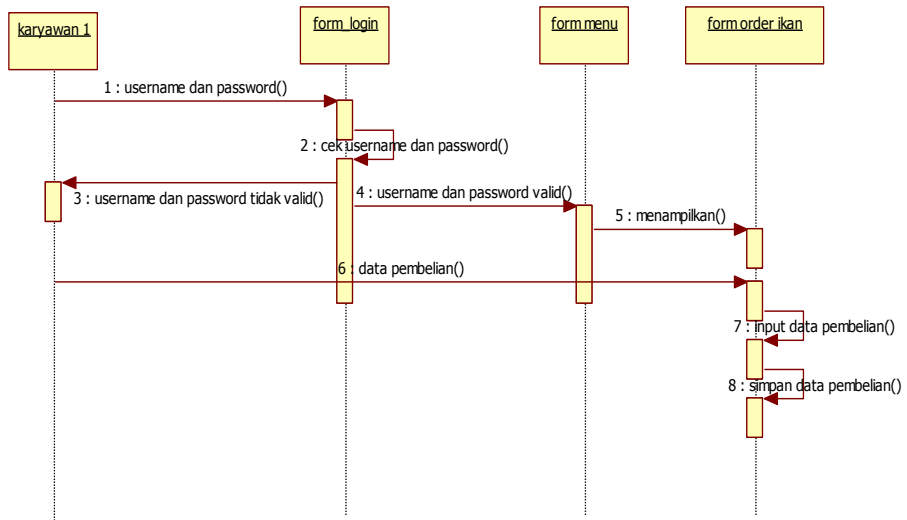 karyawan 1
form_login
form menu
form order ikan
1 : username dan password()
2 : cek username dan password()
3 : username dan password tidak valid()
4 : username dan password valid()
5 : menampilkan()
6 : data pembelian()
7 : input data pembelian()
8 : simpan data pembelian()